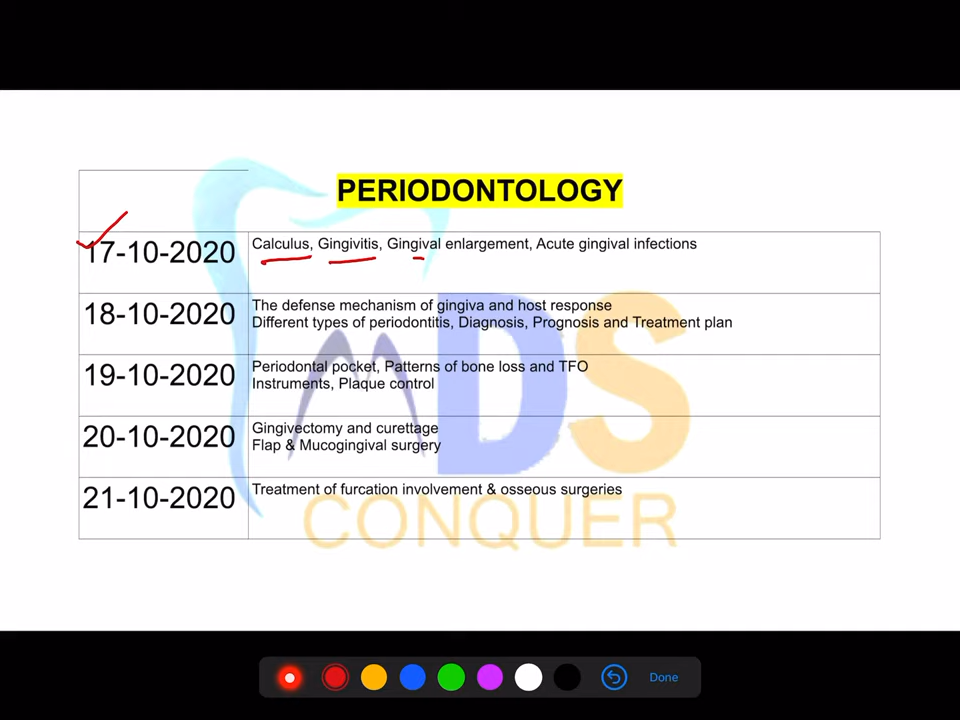 PERIODONTOLOGY
17-10-2020
Calculus, Gingivitis, Gingival enlargement, Acute gingival infections
18-10-2020
The defense mechanism of gingiva and host response
Different types of periodontitis, Diagnosis, Prognosis and Treatment plan
19-10-2020
Periodontal pocket, Patterns of bone loss and TFO
Instruments, Plaque control
20-10-2020
Gingivectomy and curettage
Flap & Mucogingival surgery
21-10-2020
Treatment of furcation involvement & osseous surgeries
MDS
CONQUER
Done